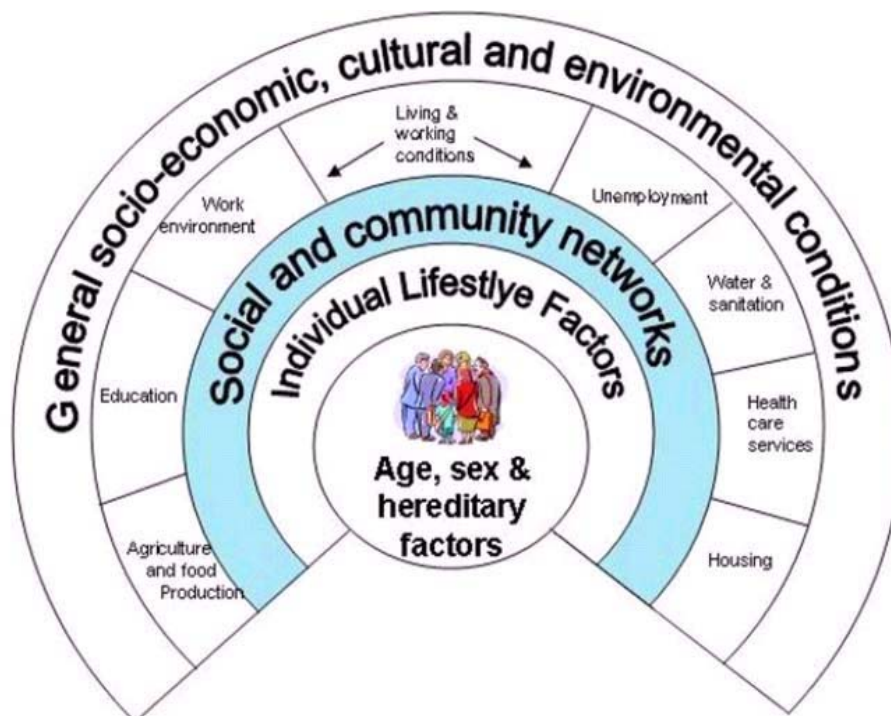 General socio-economic, cultural and environmental conditions
Living &
working
conditions
Work
environment
Unemployment
Education
Water &
sanitation
Agriculture
and food
Production
Health
care
services
Housing
Social and community networks
Individual Lifestlye Factors
Age, sex &
hereditary
factors